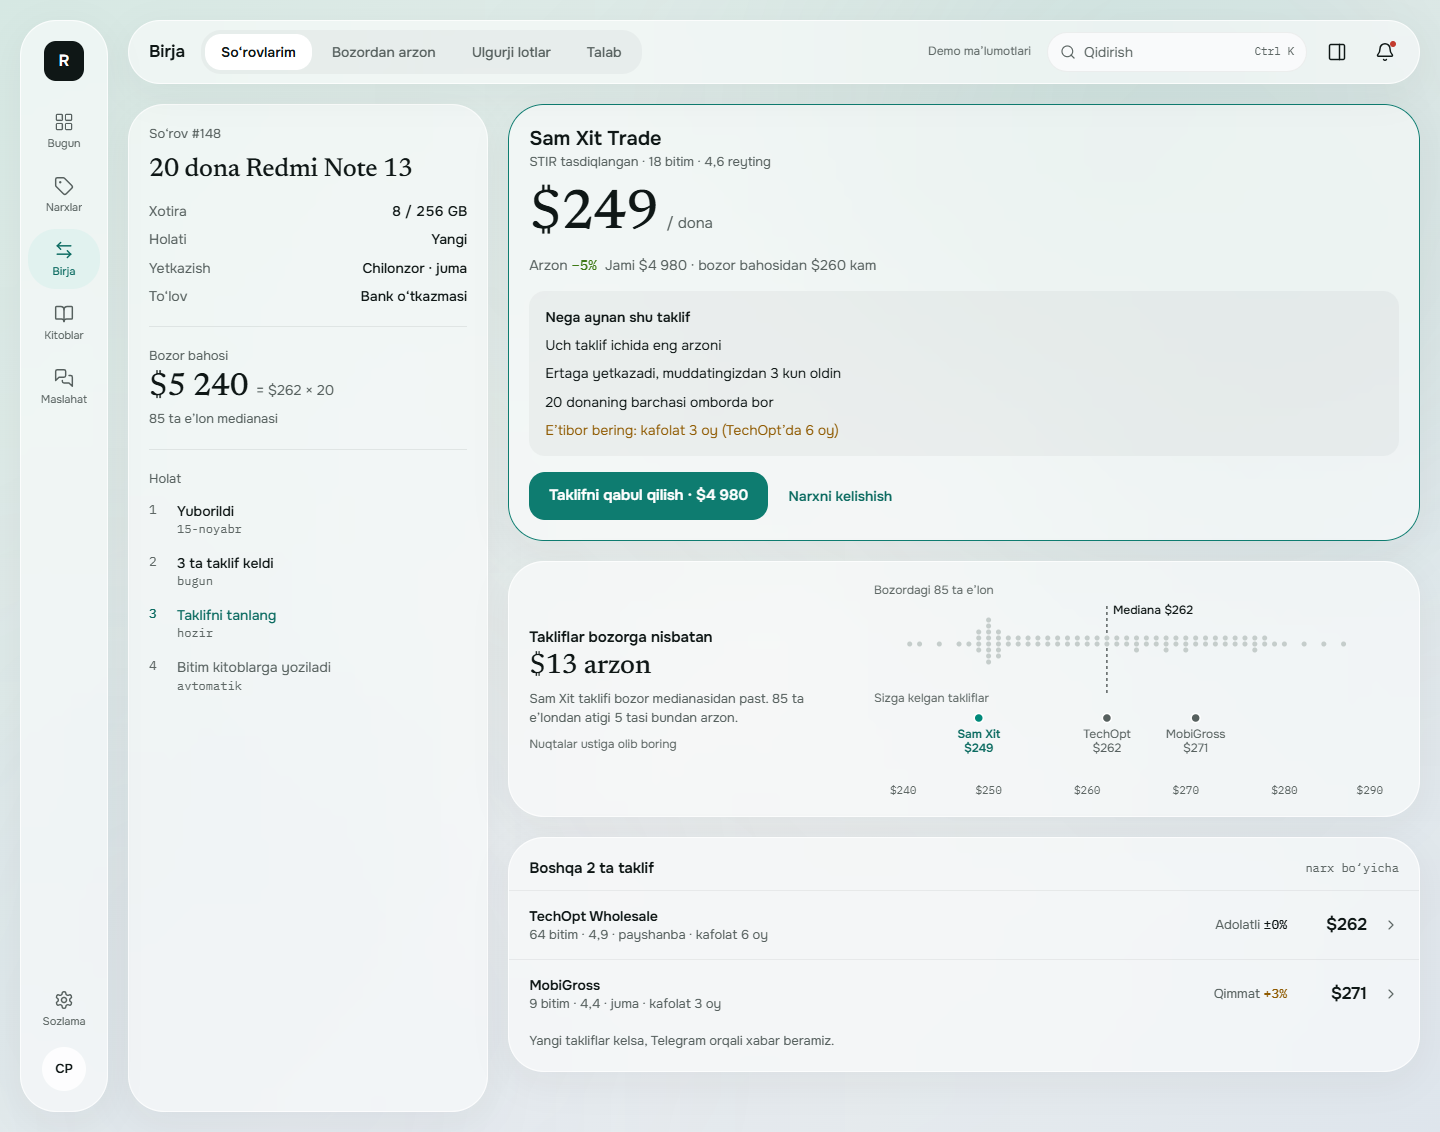 R
Bugun
Narxlar
Birja
Kitoblar
Maslahat
Sozlama
CP
Birja
So‘rovlarim
Bozordan arzon
Ulgurji lotlar
Talab
Demo ma’lumotlari
Qidirish
Ctrl K
So‘rov #148
20 dona Redmi Note 13
Xotira 8 / 256 GB
Holati Yangi
Yetkazish Chilonzor · juma
To‘lov Bank o‘tkazmasi
Bozor bahosi
$5 240 = $262 × 20
85 ta e’lon medianasi
Holat
1 Yuborildi
15-noyabr
2 3 ta taklif keldi
bugun
3 Taklifni tanlang
hozir
4 Bitim kitoblarga yoziladi
avtomatik
Sam Xit Trade
STIR tasdiqlangan · 18 bitim · 4,6 reyting
$249 / dona
Arzon −5% Jami $4 980 · bozor bahosidan $260 kam
Nega aynan shu taklif
Uch taklif ichida eng arzoni
Ertaga yetkazadi, muddatingizdan 3 kun oldin
20 donaning barchasi omborda bor
E’tibor bering: kafolat 3 oy (TechOpt’da 6 oy)
Taklifni qabul qilish · $4 980
Narxni kelishish
Takliflar bozorga nisbatan
$13 arzon
Sam Xit taklifi bozor medianasidan past. 85 ta
e’londan atigi 5 tasi bundan arzon.
Nuqtalar ustiga olib boring
Bozordagi 85 ta e’lon
Mediana $262
Sizga kelgan takliflar
Sam Xit
$249
TechOpt
$262
MobiGross
$271
$240 $250 $260 $270 $280 $290
Boshqa 2 ta taklif
narx bo‘yicha
TechOpt Wholesale
64 bitim · 4,9 · payshanba · kafolat 6 oy
Adolatli ±0% $262
MobiGross
9 bitim · 4,4 · juma · kafolat 3 oy
Qimmat +3% $271
Yangi takliflar kelsa, Telegram orqali xabar beramiz.